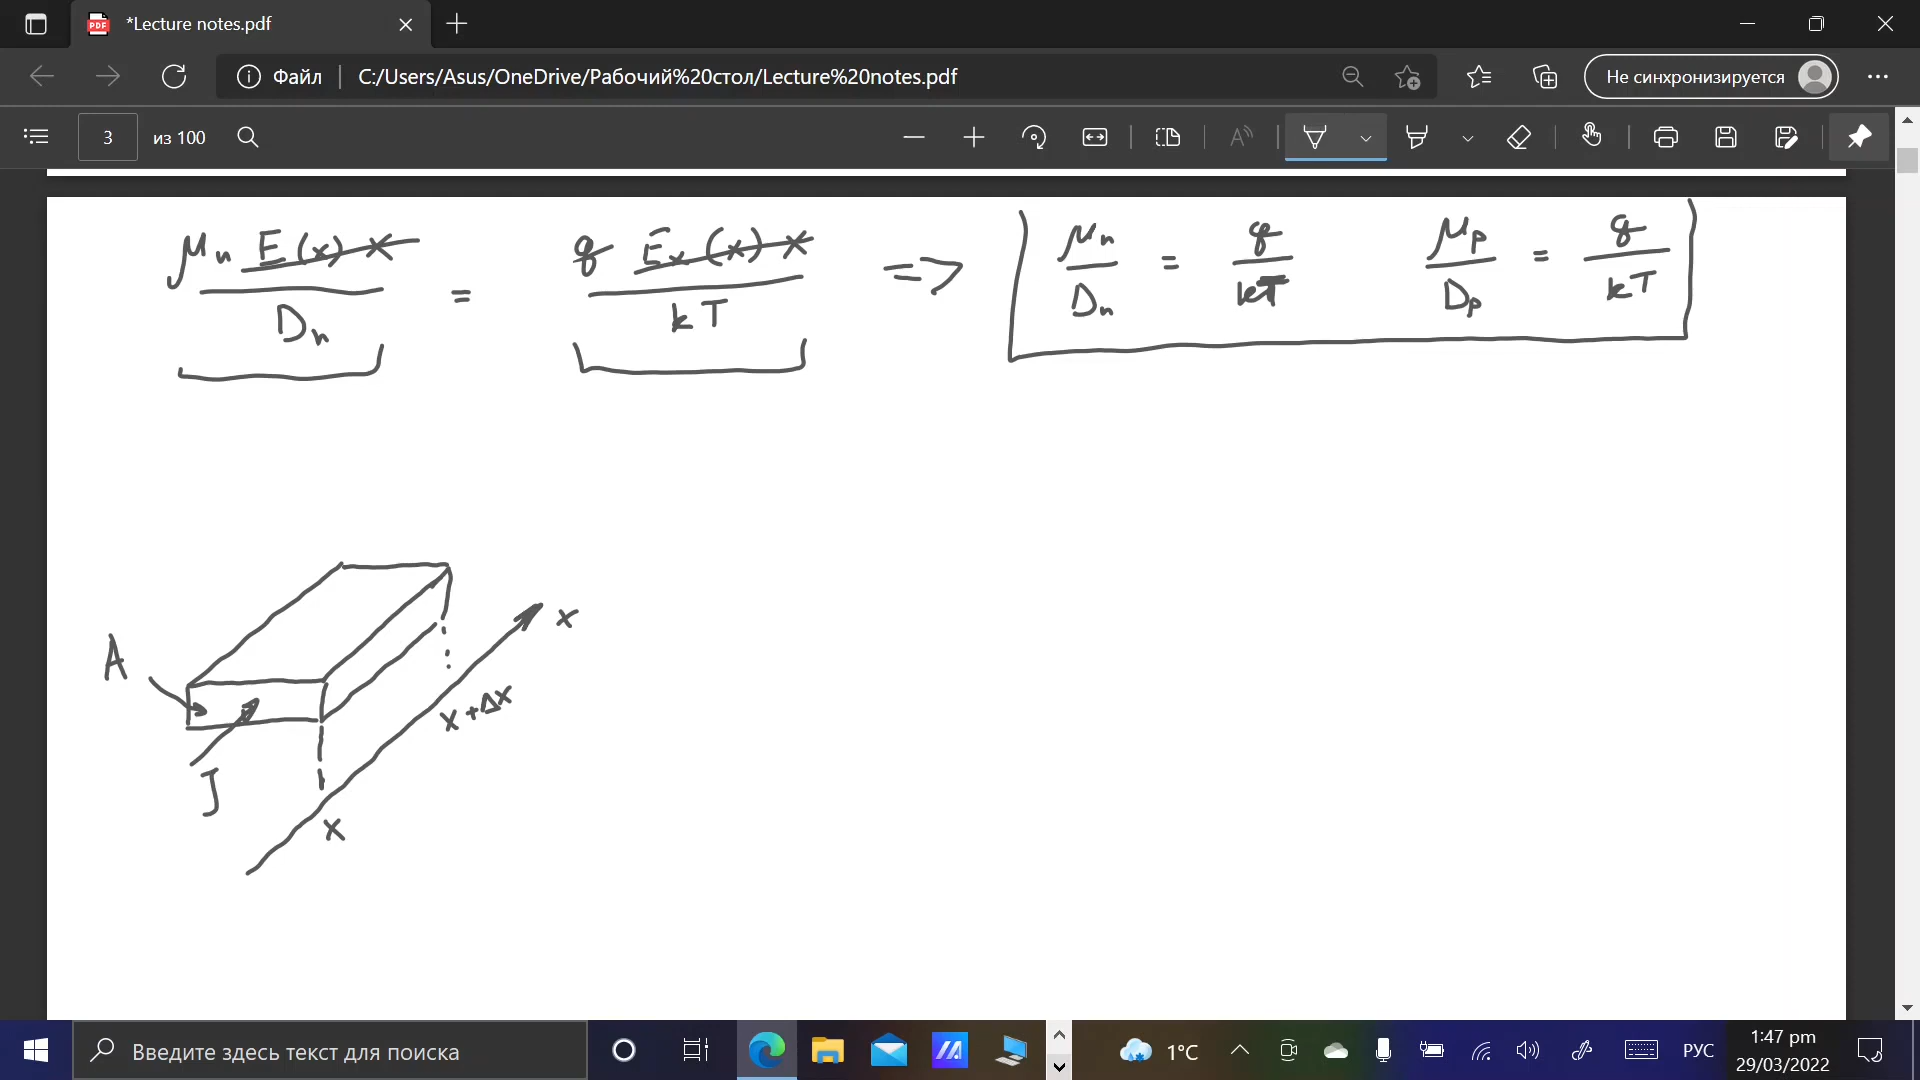 *Lecture notes.pdf
Файл C:/Users/Asus/OneDrive/Рабочий%20стол/Lecture%20notes.pdf Не синхронизируется
3 из 100
μn E(x) x / Dn = q Ex(x) x / kT => μn / Dn = q / kT μp / Dp = q / kT
x
A
x+Δx
J
x
Введите здесь текст для поиска 1°C РУС 1:47 pm
29/03/2022